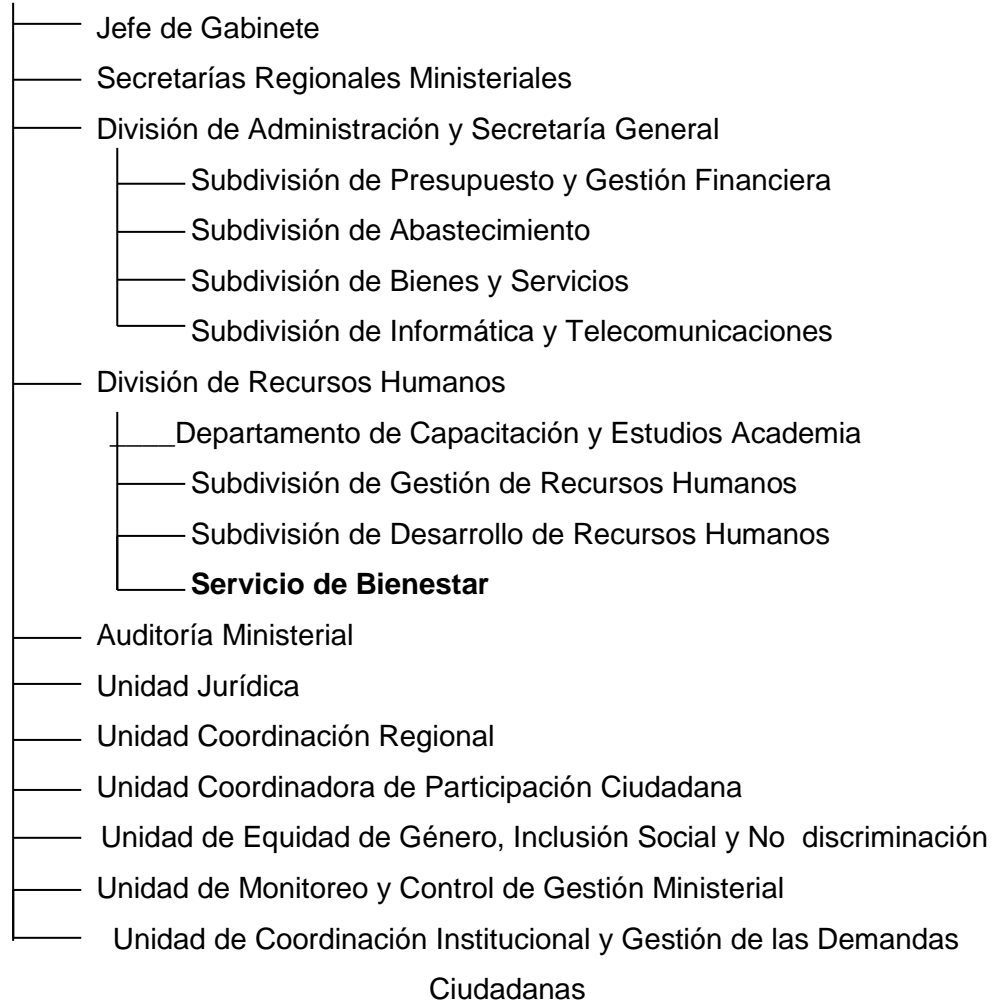 Jefe de Gabinete
Secretarías Regionales Ministeriales
División de Administración y Secretaría General
Subdivisión de Presupuesto y Gestión Financiera
Subdivisión de Abastecimiento
Subdivisión de Bienes y Servicios
Subdivisión de Informática y Telecomunicaciones
División de Recursos Humanos
____Departamento de Capacitación y Estudios Academia
Subdivisión de Gestión de Recursos Humanos
Subdivisión de Desarrollo de Recursos Humanos
Servicio de Bienestar
Auditoría Ministerial
Unidad Jurídica
Unidad Coordinación Regional
Unidad Coordinadora de Participación Ciudadana
Unidad de Equidad de Género, Inclusión Social y No discriminación
Unidad de Monitoreo y Control de Gestión Ministerial
Unidad de Coordinación Institucional y Gestión de las Demandas
Ciudadanas